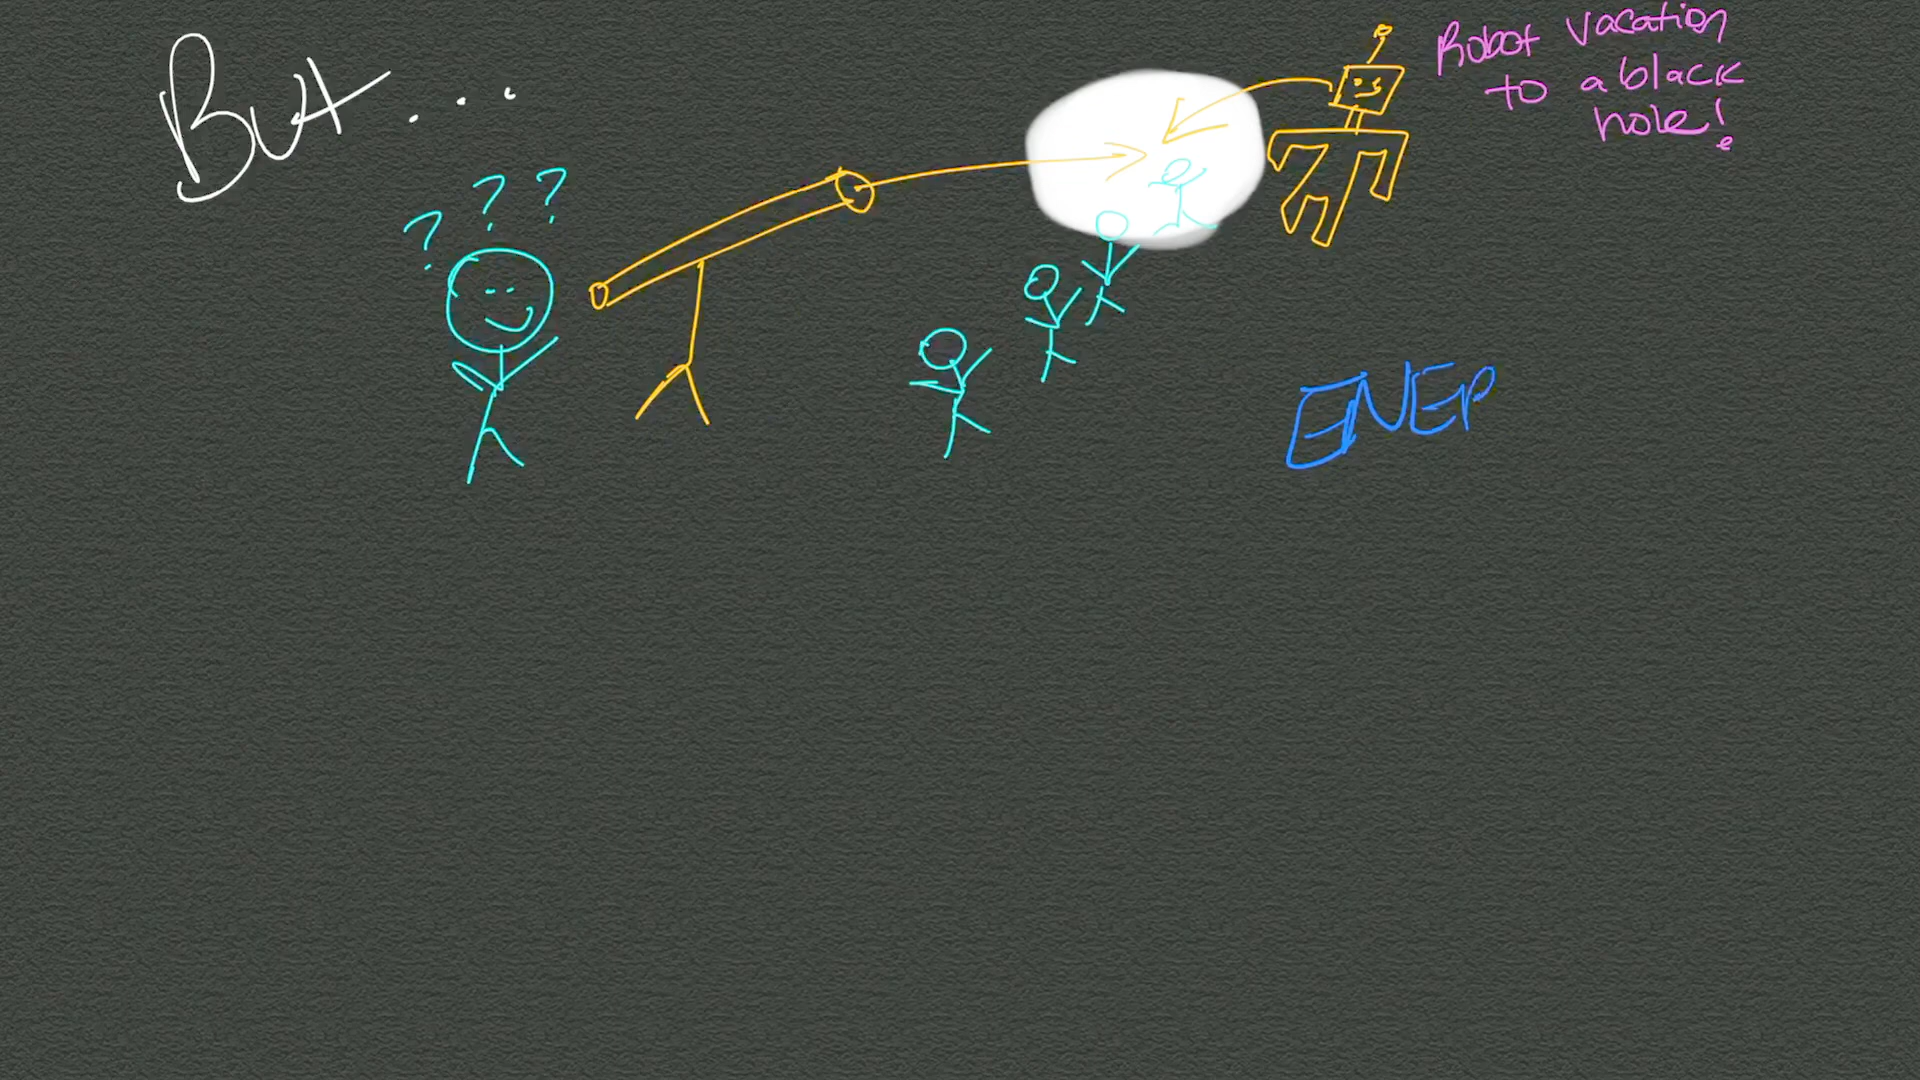 But...
Robot vacation
to a black
hole!
? ? ?
ENEP